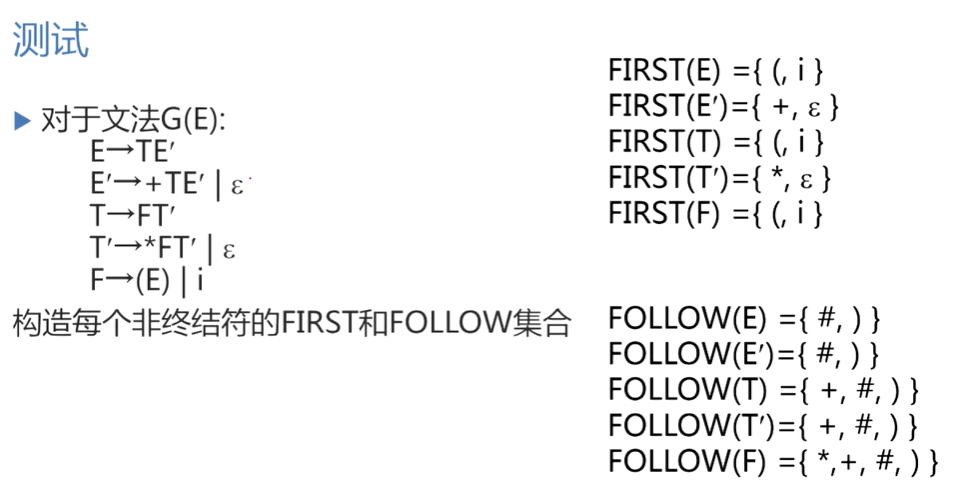 测试
▶ 对于文法G(E):
E→TE′
E′→+TE′ | ε
T→FT′
T′→*FT′ | ε
F→(E) | i
构造每个非终结符的FIRST和FOLLOW集合
FIRST(E) ={ (, i }
FIRST(E′)={ +, ε }
FIRST(T) ={ (, i }
FIRST(T′)={ *, ε }
FIRST(F) ={ (, i }
FOLLOW(E) ={ #, ) }
FOLLOW(E′)={ #, ) }
FOLLOW(T) ={ +, #, ) }
FOLLOW(T′)={ +, #, ) }
FOLLOW(F) ={ *,+, #, ) }